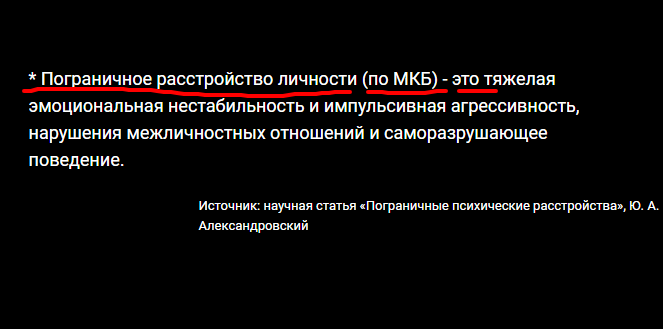 * Пограничное расстройство личности (по МКБ) - это тяжелая
эмоциональная нестабильность и импульсивная агрессивность,
нарушения межличностных отношений и саморазрушающее
поведение.
Источник: научная статья «Пограничные психические расстройства», Ю. А.
Александровский